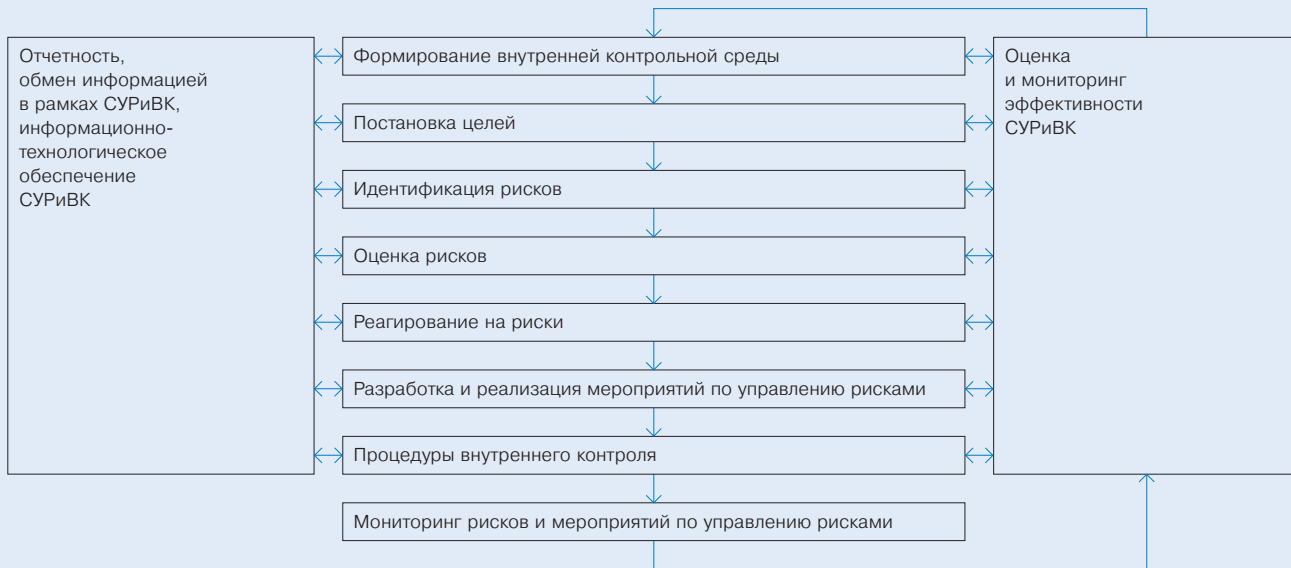 Отчетность,
обмен информацией
в рамках СУРиВК,
информационно-
технологическое
обеспечение
СУРиВК
Формирование внутренней контрольной среды
Постановка целей
Идентификация рисков
Оценка рисков
Реагирование на риски
Разработка и реализация мероприятий по управлению рисками
Процедуры внутреннего контроля
Мониторинг рисков и мероприятий по управлению рисками
Оценка
и мониторинг
эффективности
СУРиВК